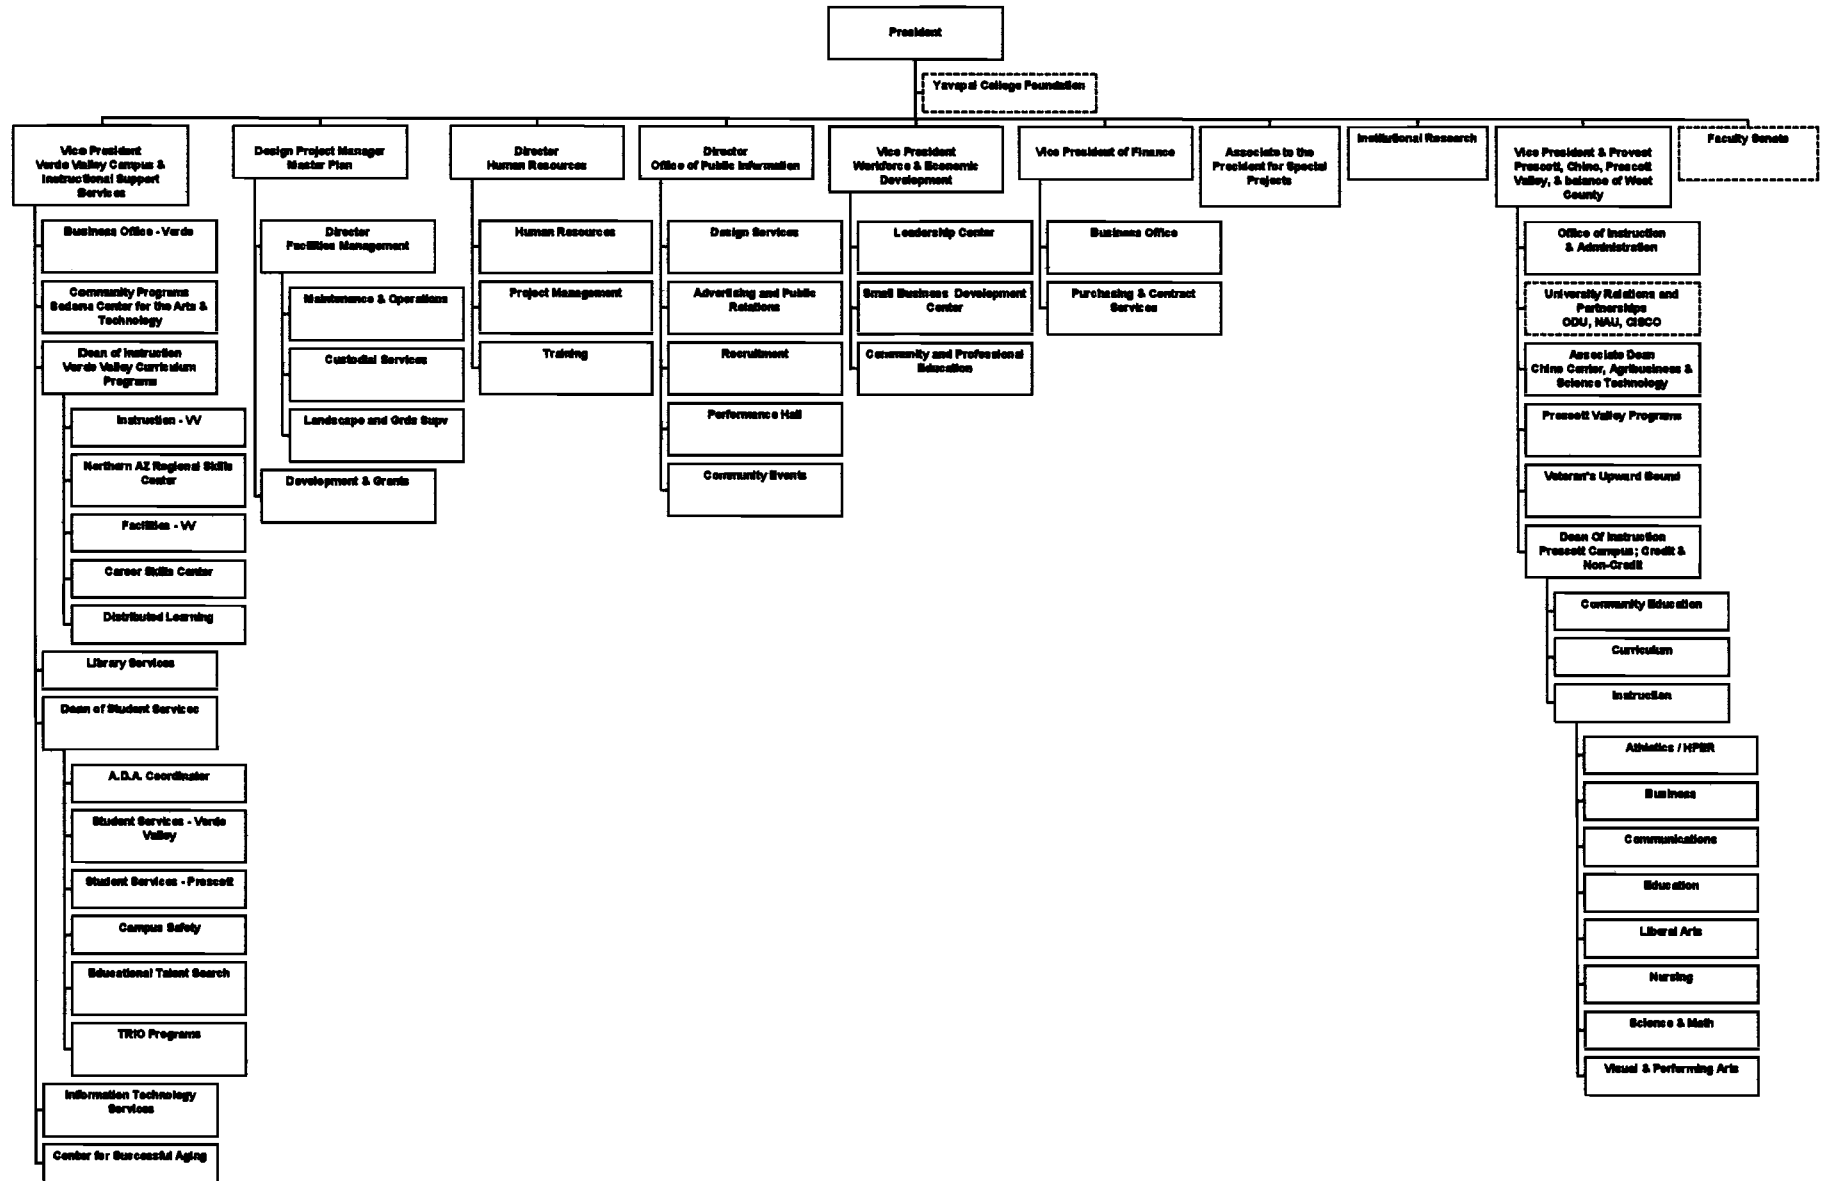 President
Yavapai College Foundation
Vice President
Verde Valley Campus &
Instructional Support
Services
Design Project Manager
Master Plan
Director
Human Resources
Director
Office of Public Information
Vice President
Workforce & Economic
Development
Vice President of Finance
Associate to the
President for Special
Projects
Institutional Research
Vice President & Provost
Prescott, Chino, Prescott
Valley, & balance of West
County
Faculty Senate
Business Office - Verde
Community Programs
Sedona Center for the Arts &
Technology
Dean of Instruction
Verde Valley Curriculum
Programs
Instruction - VV
Northern AZ Regional Skills
Center
Facilities - VV
Career Skills Center
Distributed Learning
Library Services
Dean of Student Services
A.D.A. Coordinator
Student Services - Verde
Valley
Student Services - Prescott
Campus Safety
Educational Talent Search
TRIO Programs
Information Technology
Services
Center for Successful Aging
Director
Facilities Management
Maintenance & Operations
Custodial Services
Landscape and Grds Supv
Development & Grants
Human Resources
Project Management
Training
Design Services
Advertising and Public
Relations
Recruitment
Performance Hall
Community Events
Leadership Center
Small Business Development
Center
Community and Professional
Education
Business Office
Purchasing & Contract
Services
Office of Instruction
& Administration
University Relations and
Partnerships
ODU, NAU, CISCO
Associate Dean
Chino Center, Agribusiness &
Science Technology
Prescott Valley Programs
Veteran's Upward Bound
Dean Of Instruction
Prescott Campus; Credit &
Non-Credit
Community Education
Curriculum
Instruction
Athletics / HPER
Business
Communications
Education
Liberal Arts
Nursing
Science & Math
Visual & Performing Arts